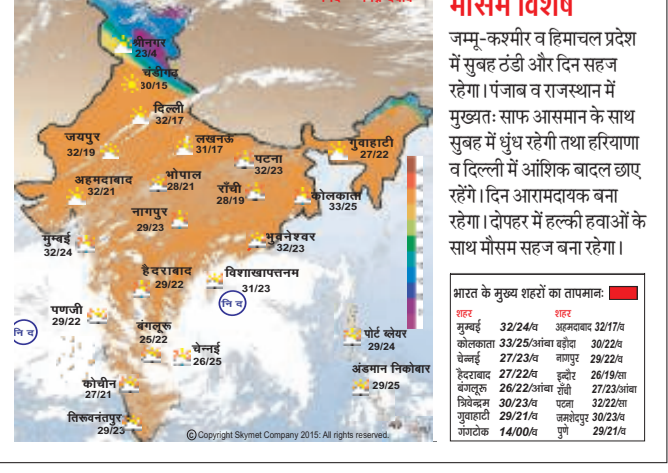 मौसम विशेष
जम्मू-कश्मीर व हिमाचल प्रदेश
में सुबह ठंडी और दिन सहज
रहेगा। पंजाब व राजस्थान में
मुख्यतः साफ आसमान के साथ
सुबह में धुंध रहेगी तथा हरियाणा
व दिल्ली में आंशिक बादल छाए
रहेंगे। दिन आरामदायक बना
रहेगा। दोपहर में हल्की हवाओं के
साथ मौसम सहज बना रहेगा।
श्रीनगर
23/4
चंडीगढ़
30/15
दिल्ली
32/17
जयपुर
32/19
लखनऊ
31/17
पटना
32/23
गुवाहाटी
27/22
अहमदाबाद
32/21
भोपाल
28/21
राँची
28/19
कोलकाता
33/25
नागपुर
29/23
मुम्बई
32/24
भुवनेश्वर
32/23
हैदराबाद
29/22
विशाखापत्तनम
31/23
नि द
पणजी
29/22
नि द
बंगलूरू
25/22
चेन्नई
26/25
पोर्ट ब्लेयर
29/24
अंडमान निकोबार
29/25
कोचीन
21/21
तिरूवनंतपुर
29/23
©Copyright Skymet Company 2015: All rights reserved.
भारत के मुख्य शहरों का तापमानः
शहर शहर
मुम्बई 32/24/व अहमदाबाद 32/17/व
कोलकाता 33/25/आंबा बड़ौदा 30/22/व
चेन्नई 27/23/व नागपुर 29/22/व
हैदराबाद 27/22/व इन्दौर 26/19/सा
बंगलूरू 26/22/आंबा राँची 27/23/आंबा
त्रिवेन्द्रम 30/23/व पटना 32/22/सा
गुवाहाटी 29/21/व जमशेदपुर 30/23/व
गंगटोक 14/00/व पुणे 29/21/व